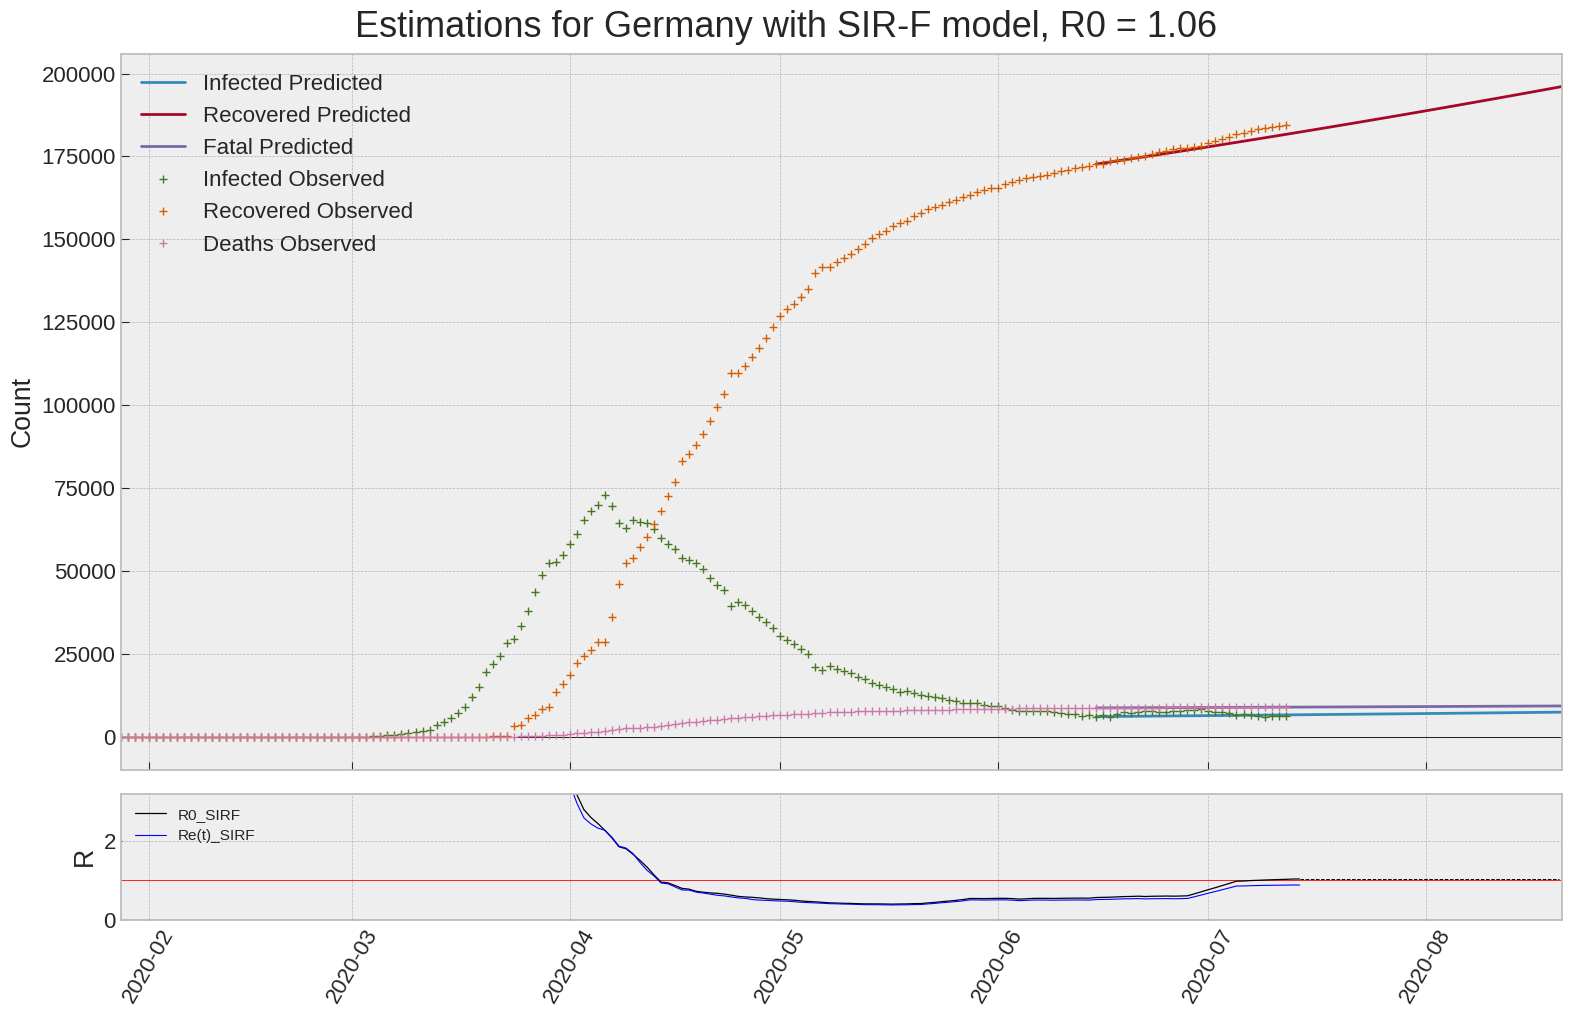 Estimations for Germany with SIR-F model, R0 = 1.06
200000
175000
150000
125000
100000
75000
50000
25000
0
Count
Infected Predicted
Recovered Predicted
Fatal Predicted
Infected Observed
Recovered Observed
Deaths Observed
2
0
R
R0_SIRF
Re(t)_SIRF
2020-02
2020-03
2020-04
2020-05
2020-06
2020-07
2020-08